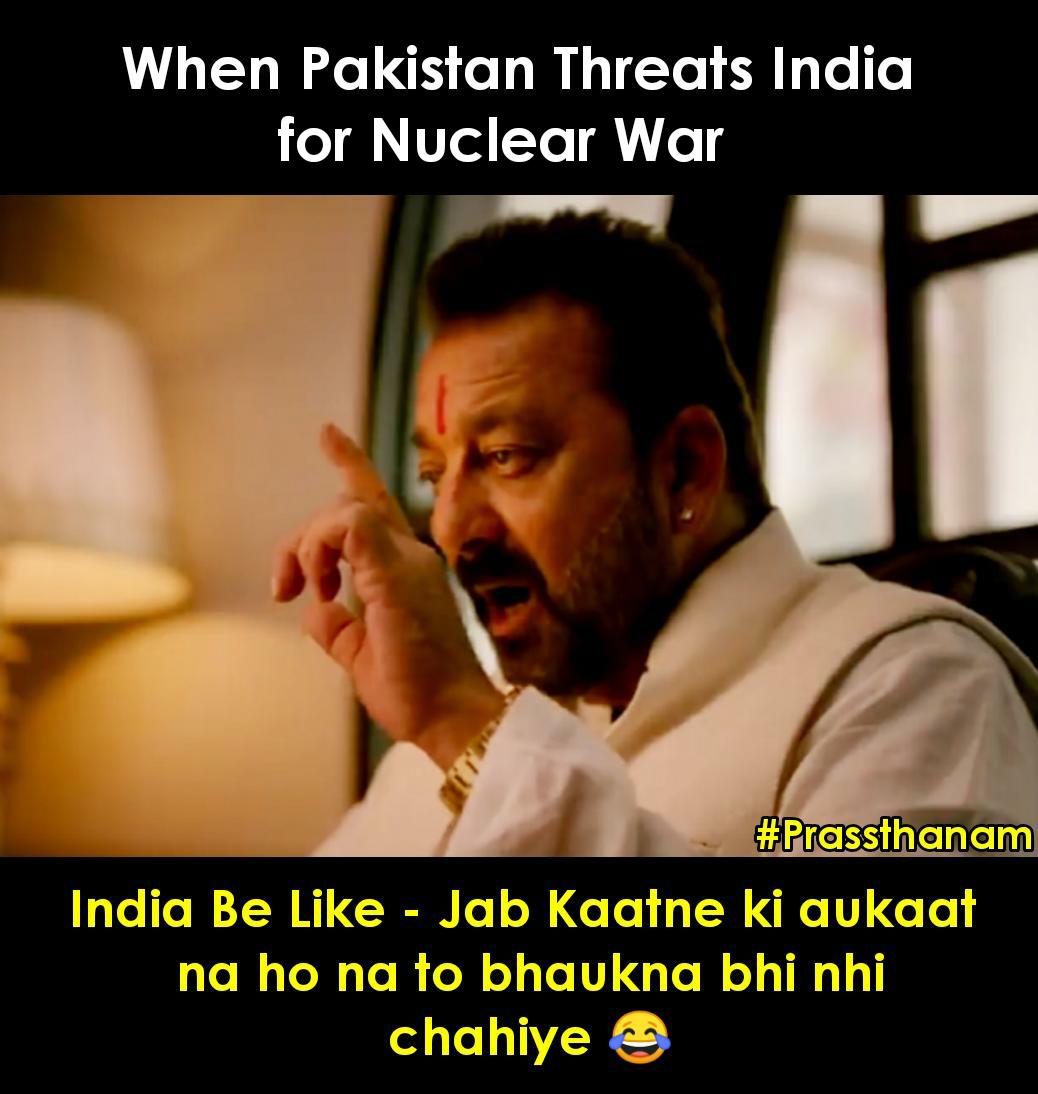 When Pakistan Threats India
for Nuclear War
#Prassthanam
India Be Like - Jab Kaatne ki aukaat
na ho na to bhaukna bhi nhi
chahiye 😂